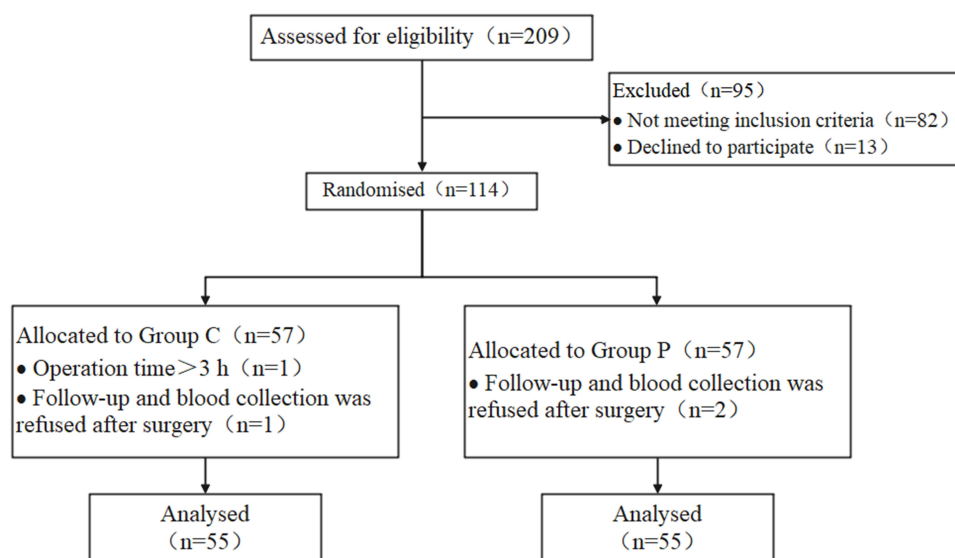 Assessed for eligibility（n=209）
Excluded（n=95）
● Not meeting inclusion criteria（n=82）
● Declined to participate（n=13）
Randomised（n=114）
Allocated to Group C（n=57）
● Operation time＞3 h（n=1）
● Follow-up and blood collection was
refused after surgery（n=1）
Allocated to Group P（n=57）
● Follow-up and blood collection was
refused after surgery（n=2）
Analysed
（n=55）
Analysed
（n=55）